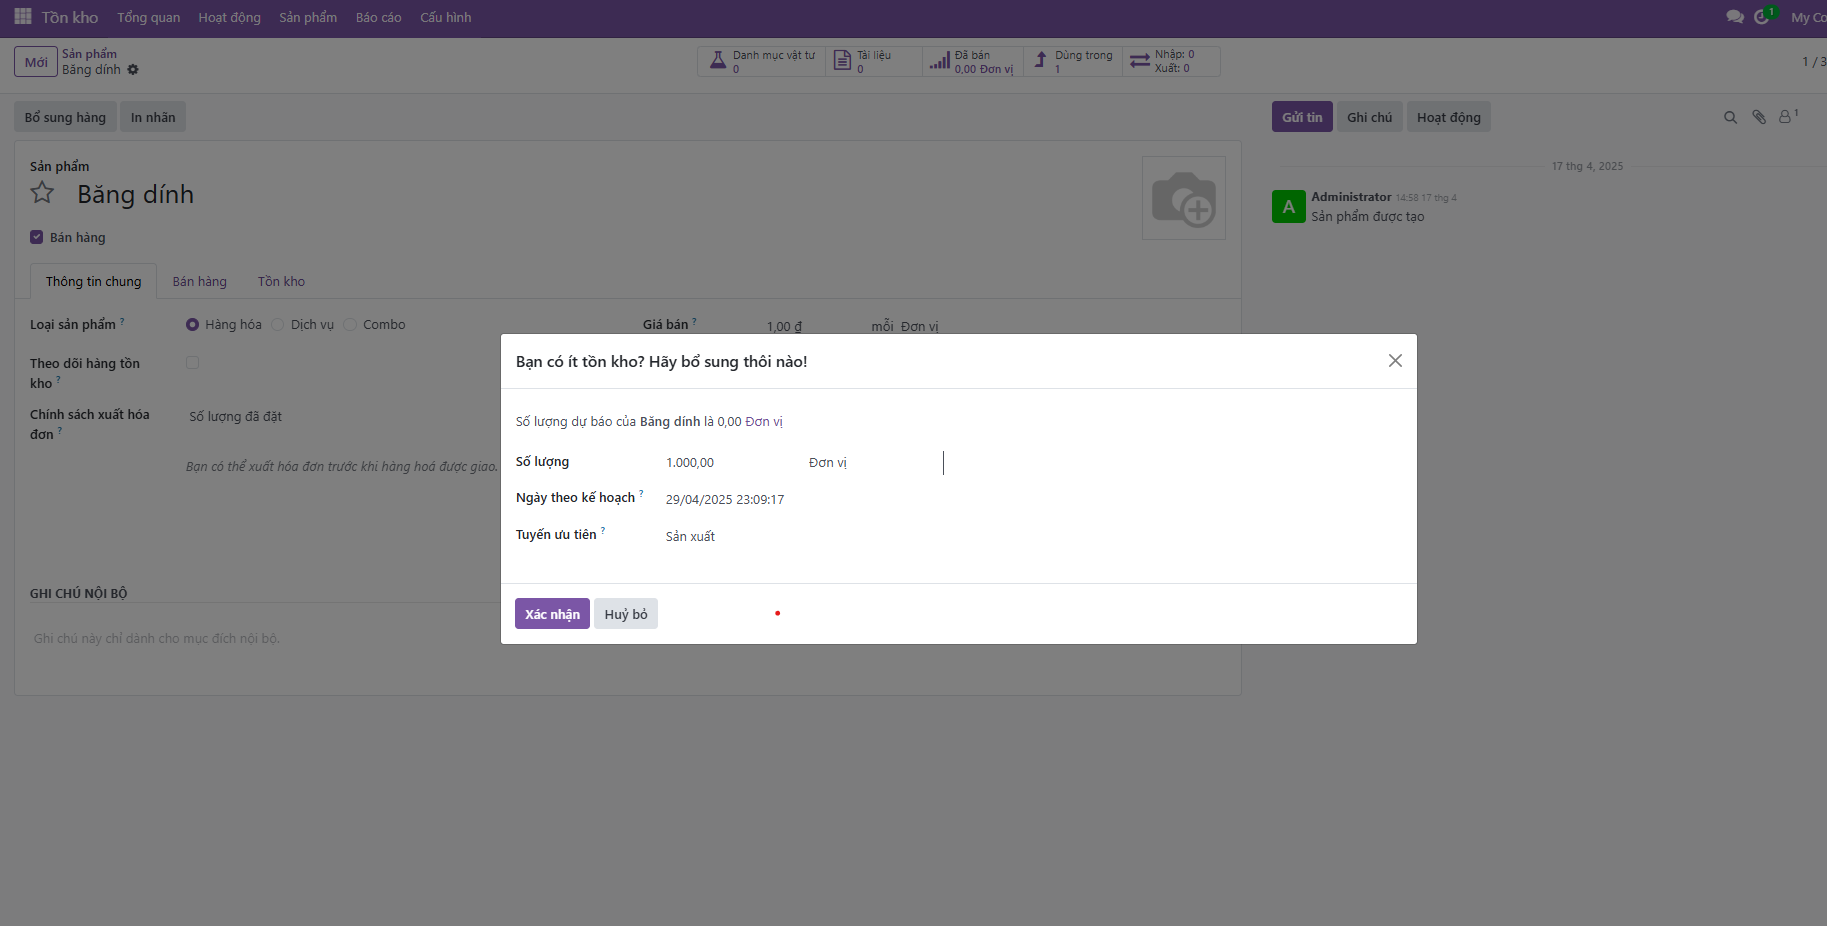 Tồn kho Tổng quan Hoạt động Sản phẩm Báo cáo Cấu hình 1 My Co
Mới
Sản phẩm
Băng dính
Danh mục vật tư
0
Tài liệu
0
Đã bán
0,00 Đơn vị
Dùng trong
1
Nhập: 0
Xuất: 0
1 / 3
Bổ sung hàng In nhãn
Gửi tin Ghi chú Hoạt động 1
Sản phẩm
Băng dính
Bán hàng
17 thg 4, 2025
A
Administrator 14:58 17 thg 4
Sản phẩm được tạo
Thông tin chung Bán hàng Tồn kho
Loại sản phẩm ? Hàng hóa Dịch vụ Combo
Giá bán ? 1,00 ₫ mỗi Đơn vị
Theo dõi hàng tồn
kho ?
Chính sách xuất hóa
đơn ?
Số lượng đã đặt
Bạn có thể xuất hóa đơn trước khi hàng hoá được giao.
GHI CHÚ NỘI BỘ
Ghi chú này chỉ dành cho mục đích nội bộ.
Bạn có ít tồn kho? Hãy bổ sung thôi nào!
Số lượng dự báo của Băng dính là 0,00 Đơn vị
Số lượng 1.000,00 Đơn vị
Ngày theo kế hoạch ? 29/04/2025 23:09:17
Tuyến ưu tiên ? Sản xuất
Xác nhận Huỷ bỏ